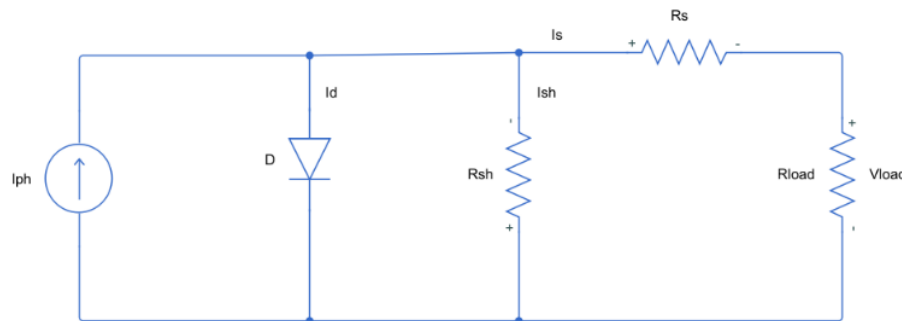 Rs
Is
+
-
Id
Ish
-
+
D
Iph
Rsh
Rload
Vload
+
-